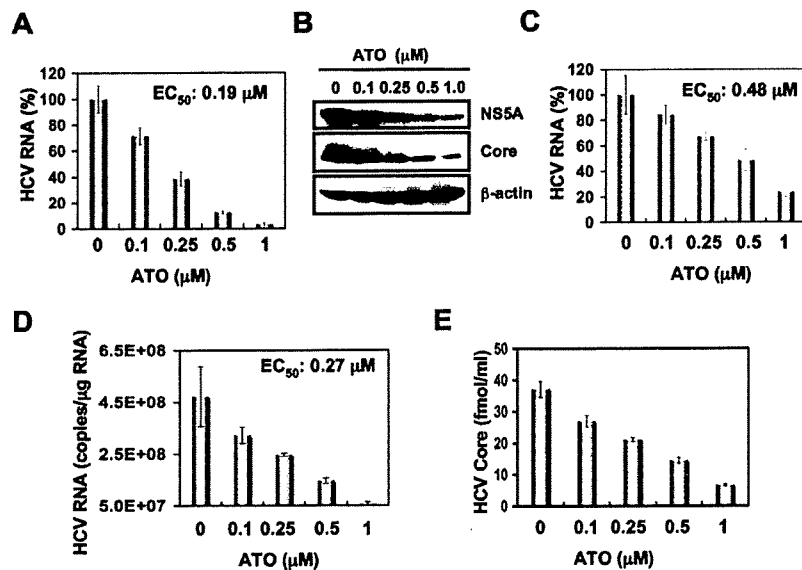 A
HCV RNA (%)
120
100
80
60
40
20
0
EC50: 0.19 µM
0 0.1 0.25 0.5 1
ATO (µM)
B
ATO (µM)
0 0.1 0.25 0.5 1.0
NS5A
Core
β-actin
C
HCV RNA (%)
120
100
80
60
40
20
0
EC50: 0.48 µM
0 0.1 0.25 0.5 1
ATO (µM)
D
HCV RNA (copies/µg RNA)
6.5E+08
4.5E+08
2.5E+08
5.0E+07
EC50: 0.27 µM
0 0.1 0.25 0.5 1
ATO (µM)
E
HCV Core (fmol/ml)
50
40
30
20
10
0
0 0.1 0.25 0.5 1
ATO (µM)